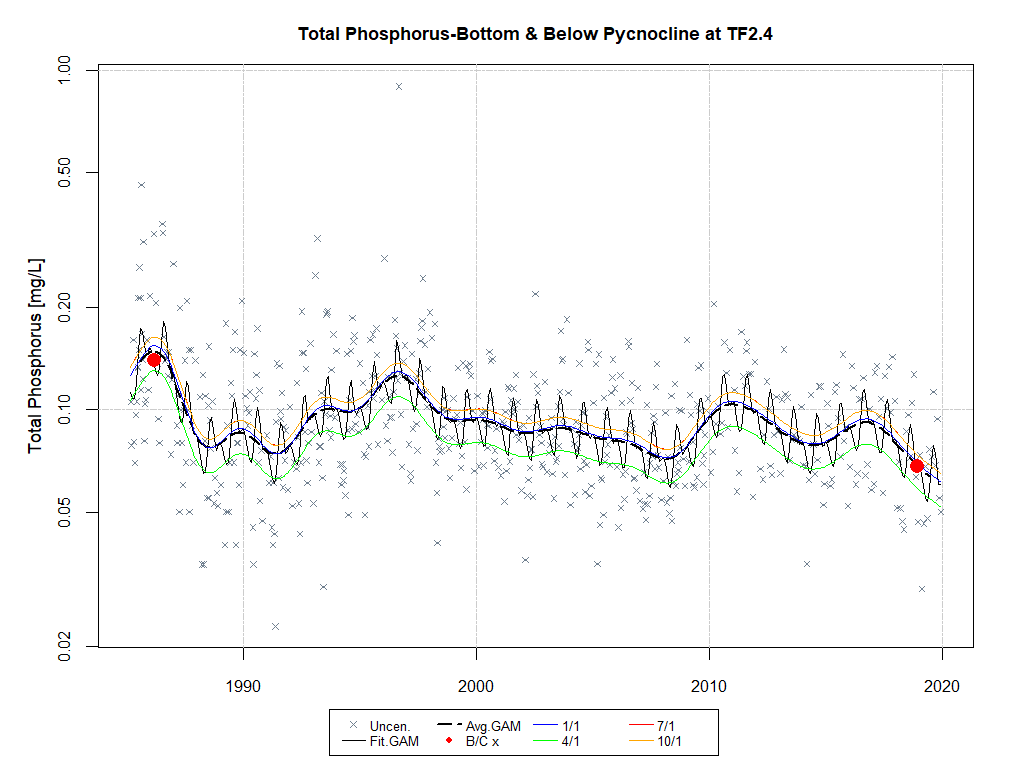 Total Phosphorus-Bottom & Below Pycnocline at TF2.4
Total Phosphorus [mg/L]
1.00
0.50
0.20
0.10
0.05
0.02
1990 2000 2010 2020
Uncen. Avg.GAM 1/1 7/1
Fit.GAM B/C x 4/1 10/1